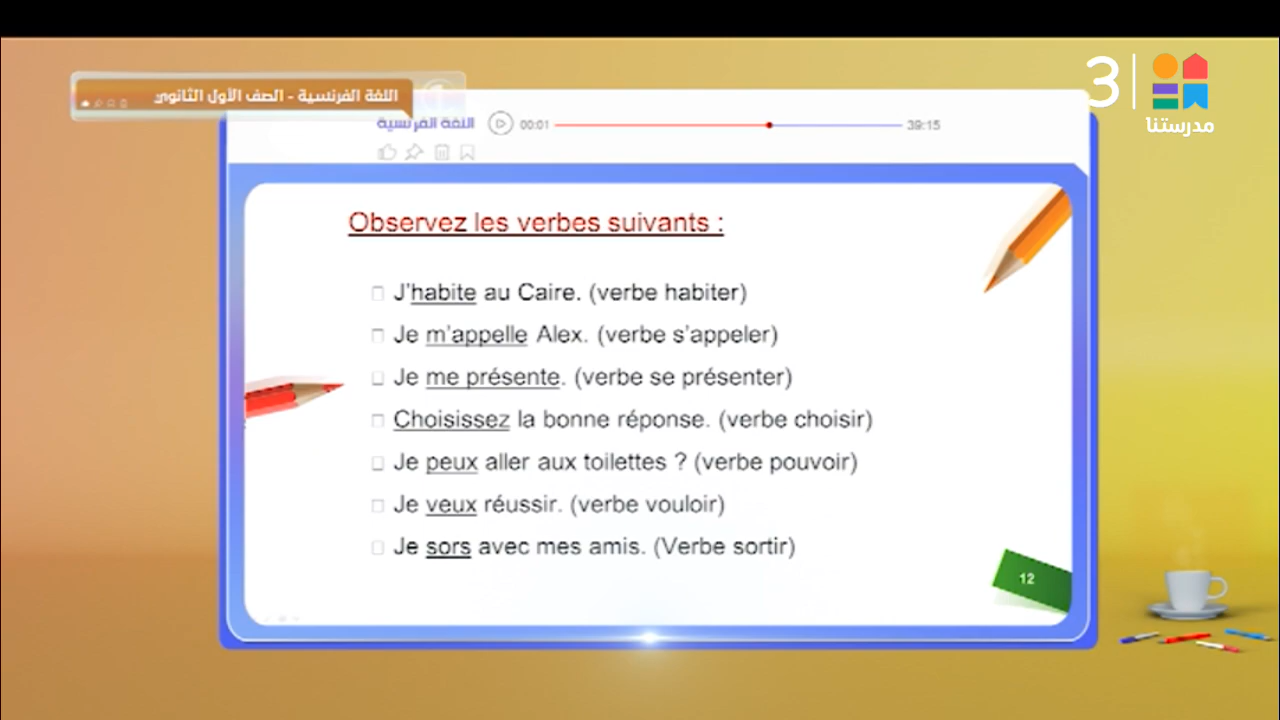 3
مدرستنا
اللغة الفرنسية - الصف الأول الثانوي
اللغة الفرنسية
00:01
39:15
Observez les verbes suivants :
J'habite au Caire. (verbe habiter)
Je m'appelle Alex. (verbe s'appeler)
Je me présente. (verbe se présenter)
Choisissez la bonne réponse. (verbe choisir)
Je peux aller aux toilettes ? (verbe pouvoir)
Je veux réussir. (verbe vouloir)
Je sors avec mes amis. (Verbe sortir)
12